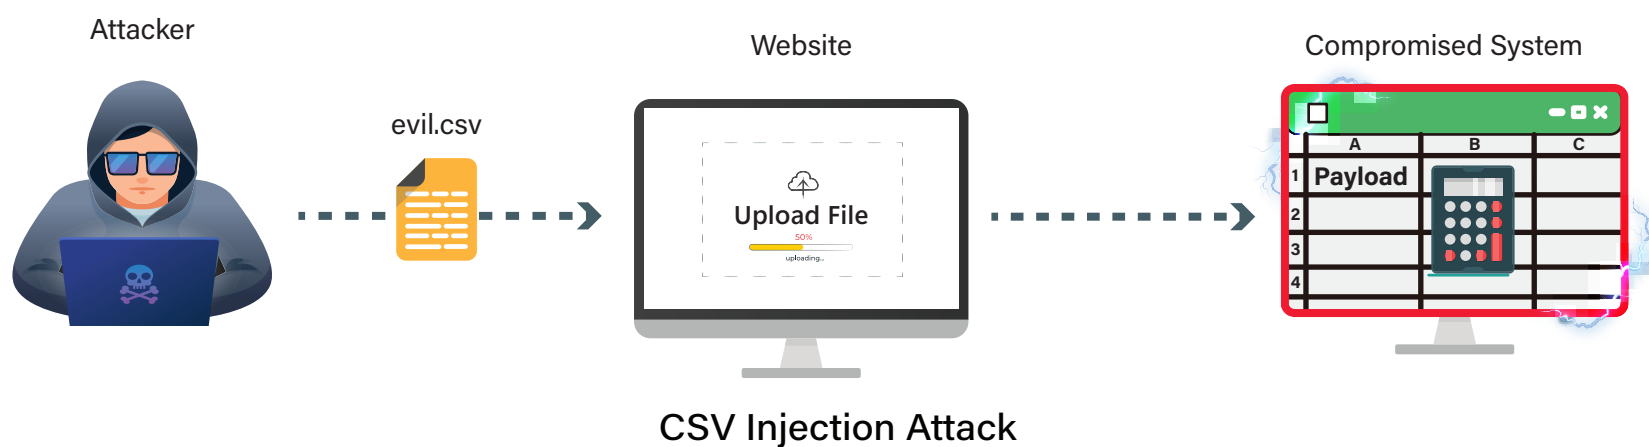 Attacker
evil.csv
Website
Upload File
50%
uploading...
Compromised System
A B C
1 Payload
2
3
4
CSV Injection Attack